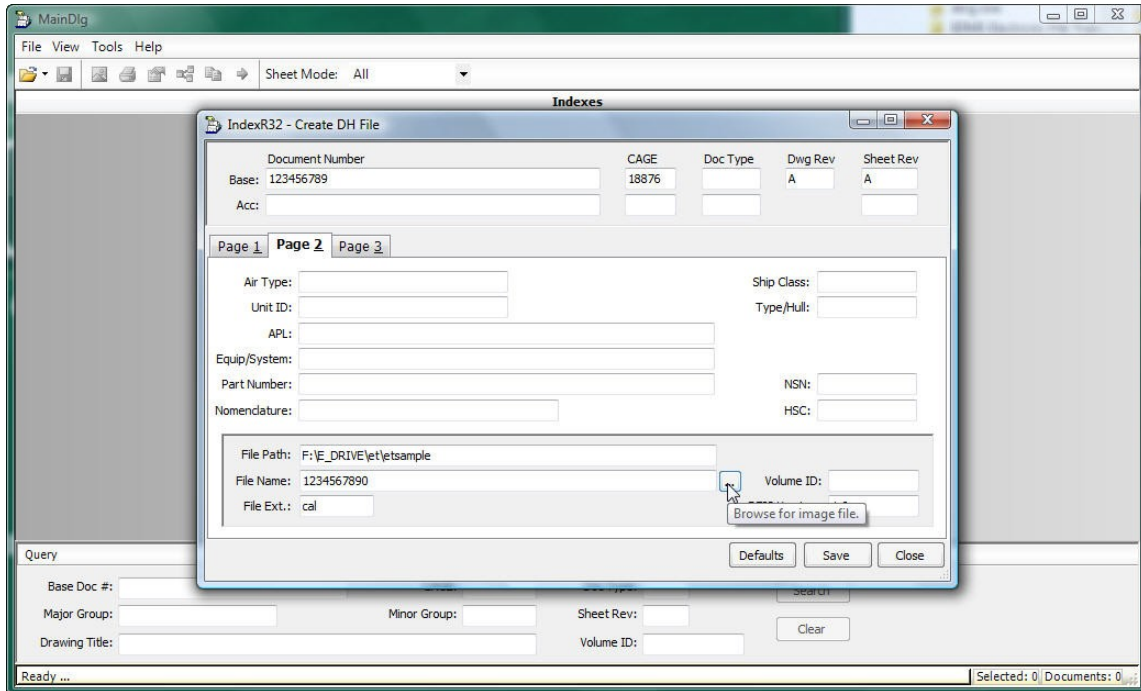 MainDlg
File View Tools Help
Sheet Mode: All
Indexes
IndexR32 - Create DH File
Document Number CAGE Doc Type Dwg Rev Sheet Rev
Base: 123456789 18876 A A
Acc:
Page 1 Page 2 Page 3
Air Type: Ship Class:
Unit ID: Type/Hull:
APL:
Equip/System:
Part Number: NSN:
Nomenclature: HSC:
File Path: F:\E_DRIVE\et\etsample
File Name: 1234567890 ... Volume ID:
File Ext.: cal
Browse for image file.
Defaults Save Close
Query
Base Doc #:
Search
Major Group: Minor Group: Sheet Rev:
Clear
Drawing Title: Volume ID:
Ready ... Selected: 0 Documents: 0